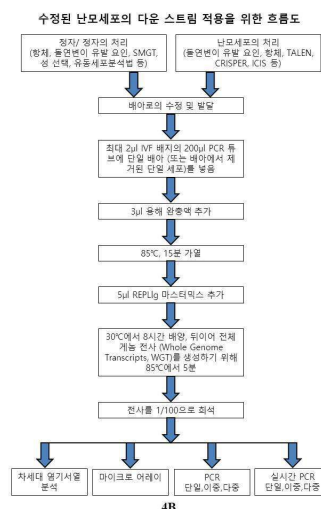 수정된 난모세포의 다운 스트림 적용을 위한 흐름도
정자/ 정자의 처리
(항체, 돌연변이 유발 요인, SMGT,
성 선택, 유동세포분석법 등)
난모세포의 처리
(돌연변이 유발 요인, 항체, TALEN,
CRISPER, ICIS 등)
배아로의 수정 및 발달
최대 2µl IVF 배지의 200µl PCR 튜
브에 단일 배아 (또는 배아에서 제
거된 단일 세포)를 넣음
3µl 용해 완충액 추가
85℃, 15분 가열
5µl REPLIg 마스터믹스 추가
30℃에서 8시간 배양, 뒤이어 전체
게놈 전사 (Whole Genome
Transcripts, WGT)를 생성하기 위해
85℃에서 5분
전사를 1/100으로 희석
차세대 염기서열
분석
마이크로 어레이
PCR
단일,이중,다중
실시간 PCR
단일,이중,다중
4B